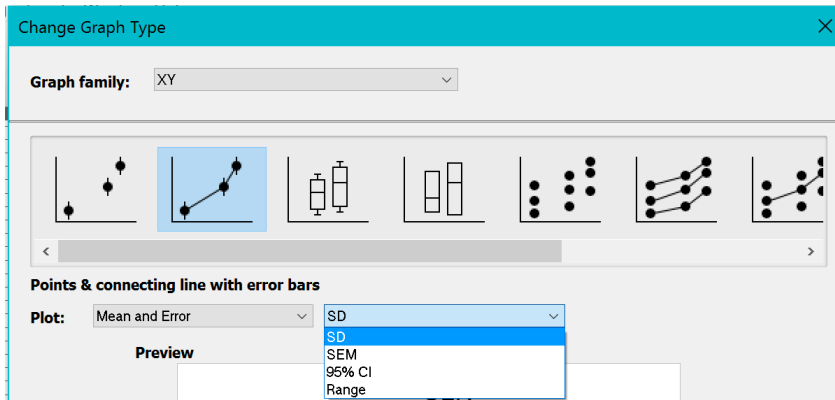 Change Graph Type
Graph family: XY
Points & connecting line with error bars
Plot: Mean and Error SD
SD
SEM
95% CI
Range
Preview